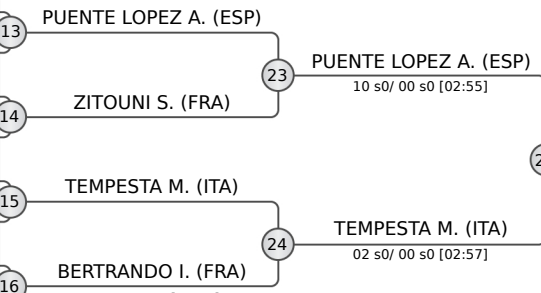 PUENTE LOPEZ A. (ESP)
13
23
PUENTE LOPEZ A. (ESP)
10 s0/ 00 s0 [02:55]
ZITOUNI S. (FRA)
14
TEMPESTA M. (ITA)
15
24
TEMPESTA M. (ITA)
02 s0/ 00 s0 [02:57]
BERTRANDO I. (FRA)
16